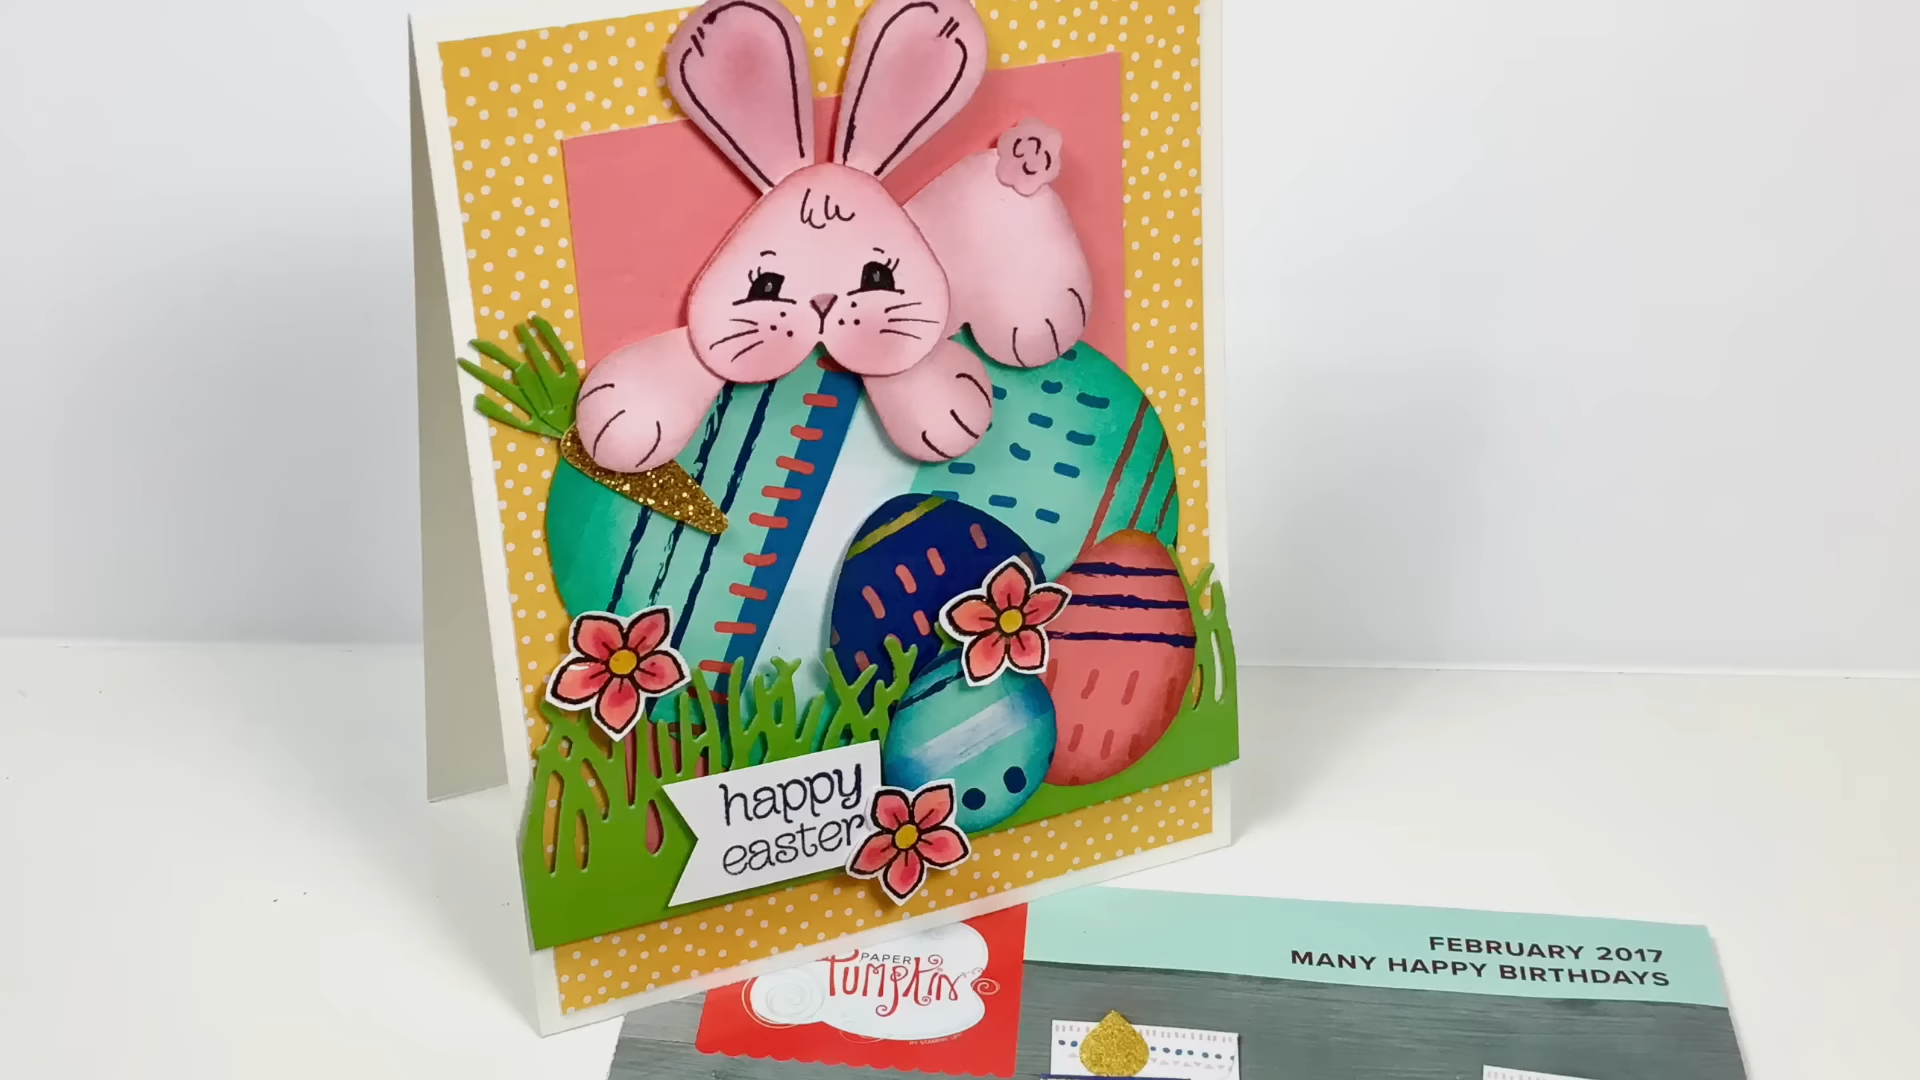 happy
easter
PAPER
Pumpkin
FEBRUARY 2017
MANY HAPPY BIRTHDAYS